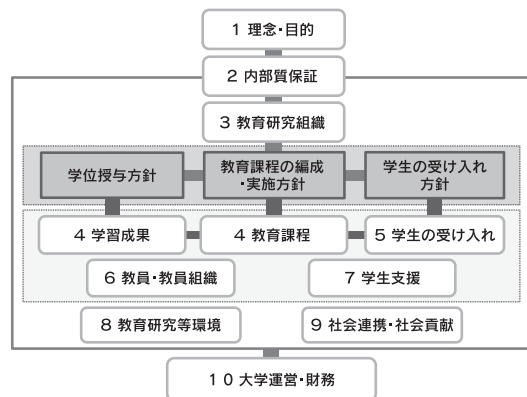 1 理念・目的
2 内部質保証
3 教育研究組織
学位授与方針
教育課程の編成
・実施方針
学生の受け入れ
方針
4 学習成果
4 教育課程
5 学生の受け入れ
6 教員・教員組織
7 学生支援
8 教育研究等環境
9 社会連携・社会貢献
10 大学運営・財務